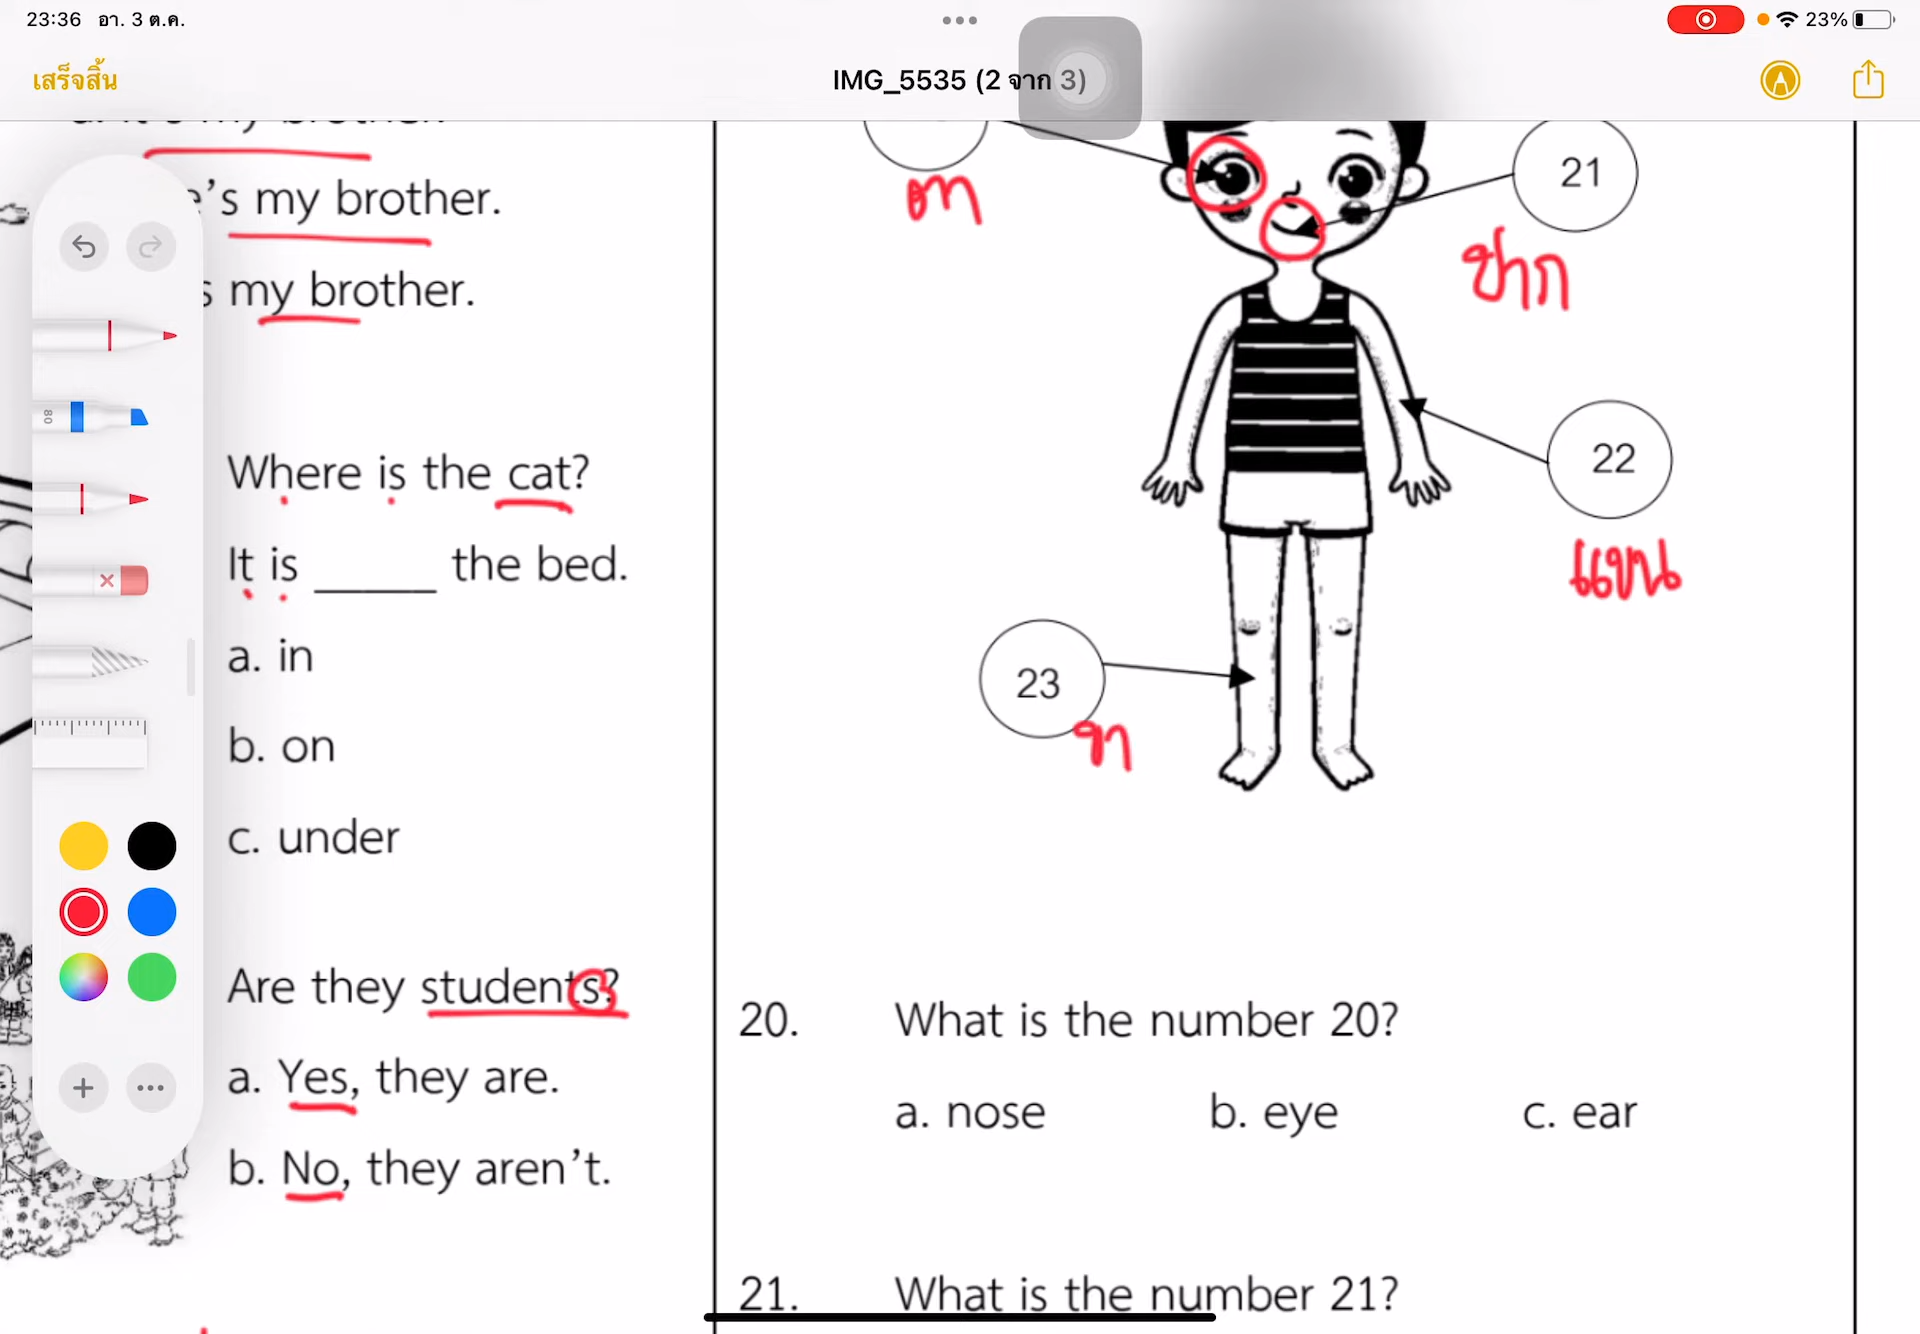 23:36 อา. 3 ต.ค.
23%
เสร็จสิ้น
IMG_5535 (2 จาก 3)
my brother.
's my brother.
s my brother.
Where is the cat?
It is _____ the bed.
a. in
b. on
c. under
Are they students?
a. Yes, they are.
b. No, they aren't.
80
ตา
21
ปาก
22
แขน
23
ขา
20. What is the number 20?
a. nose b. eye c. ear
21. What is the number 21?